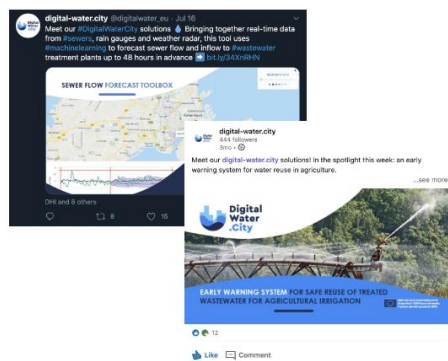 digital-water.city @digitalwater_eu · Jul 16
Meet our #DigitalWaterCity solutions 💧 Bringing together real-time data
from #sewers, rain gauges and weather radar, this tool uses
#machinelearning to forecast sewer flow and inflow to #wastewater
treatment plants up to 48 hours in advance ➡ bit.ly/34XnRHN
SEWER FLOW FORECAST TOOLBOX
DHI and 8 others
8
16
digital-water.city
444 followers
3mo •
Meet our digital-water.city solutions! In the spotlight this week: an early
warning system for water reuse in agriculture.
...see more
Digital
Water
.City
EARLY WARNING SYSTEM FOR SAFE REUSE OF TREATED
WASTEWATER FOR AGRICULTURAL IRRIGATION
12
Like
Comment